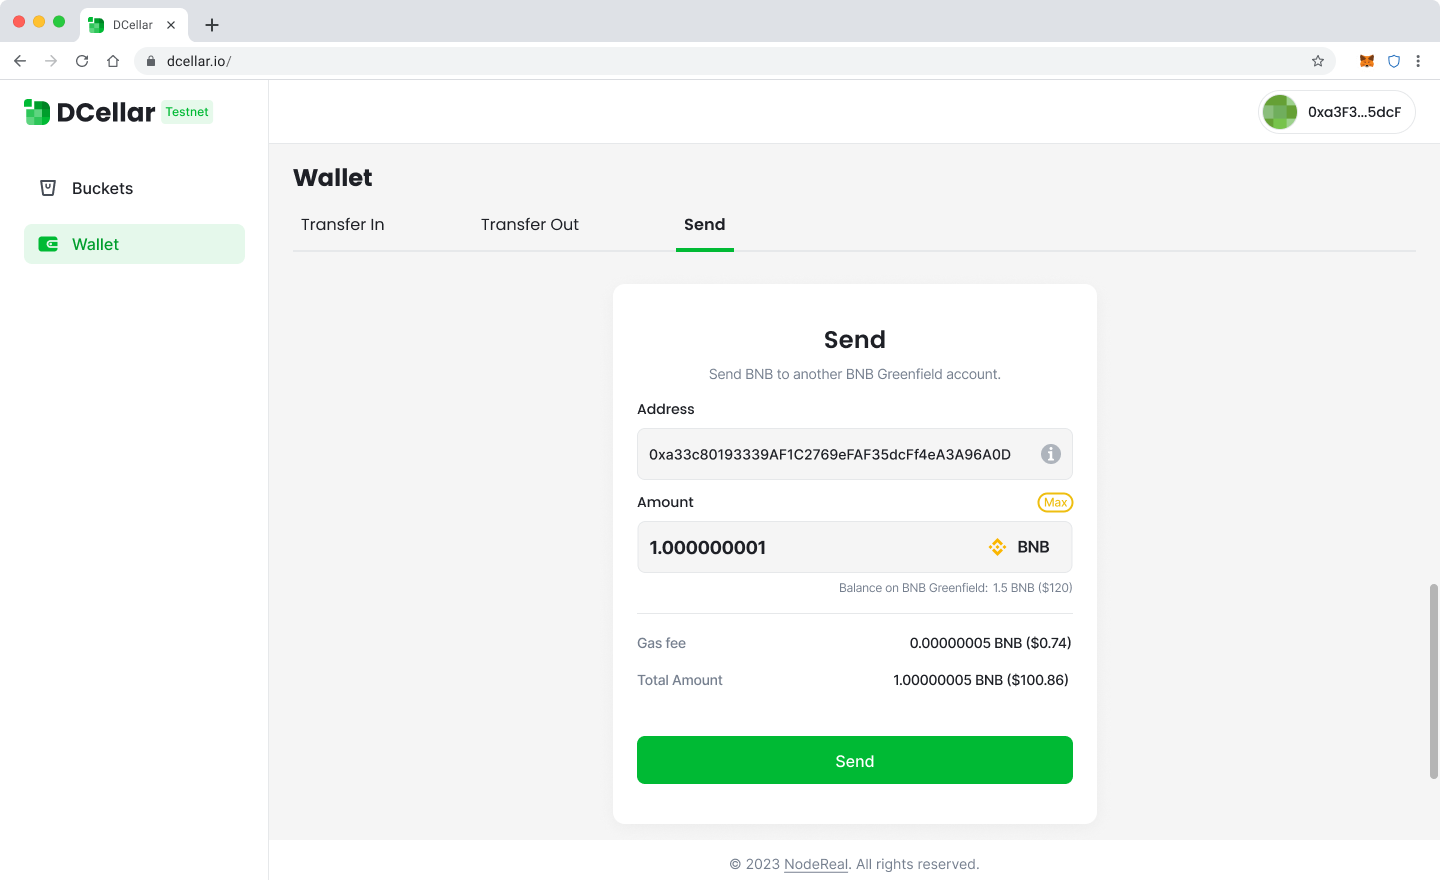 DCellar
dcellar.io/
DCellar Testnet
0xa3F3...5dcF
Buckets
Wallet
Wallet
Transfer In
Transfer Out
Send
Send
Send BNB to another BNB Greenfield account.
Address
0xa33c80193339AF1C2769eFAF35dcFf4eA3A96A0D
Amount
Max
1.000000001
BNB
Balance on BNB Greenfield: 1.5 BNB ($120)
Gas fee
0.00000005 BNB ($0.74)
Total Amount
1.00000005 BNB ($100.86)
Send
© 2023 NodeReal. All rights reserved.